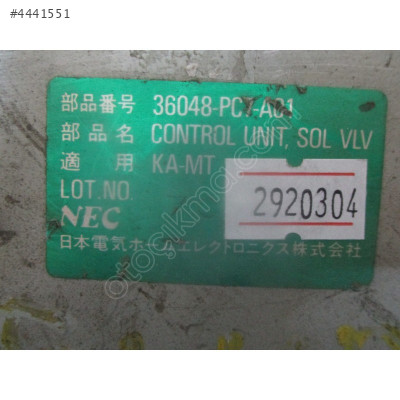 #4441551
部品番号 36048-PC7-A01
部品名 CONTROL UNIT, SOL VLV
適用 KA-MT
LOT.NO.
2920304
NEC
日本電気ホームエレクトロニクス株式会社
otocikma.com